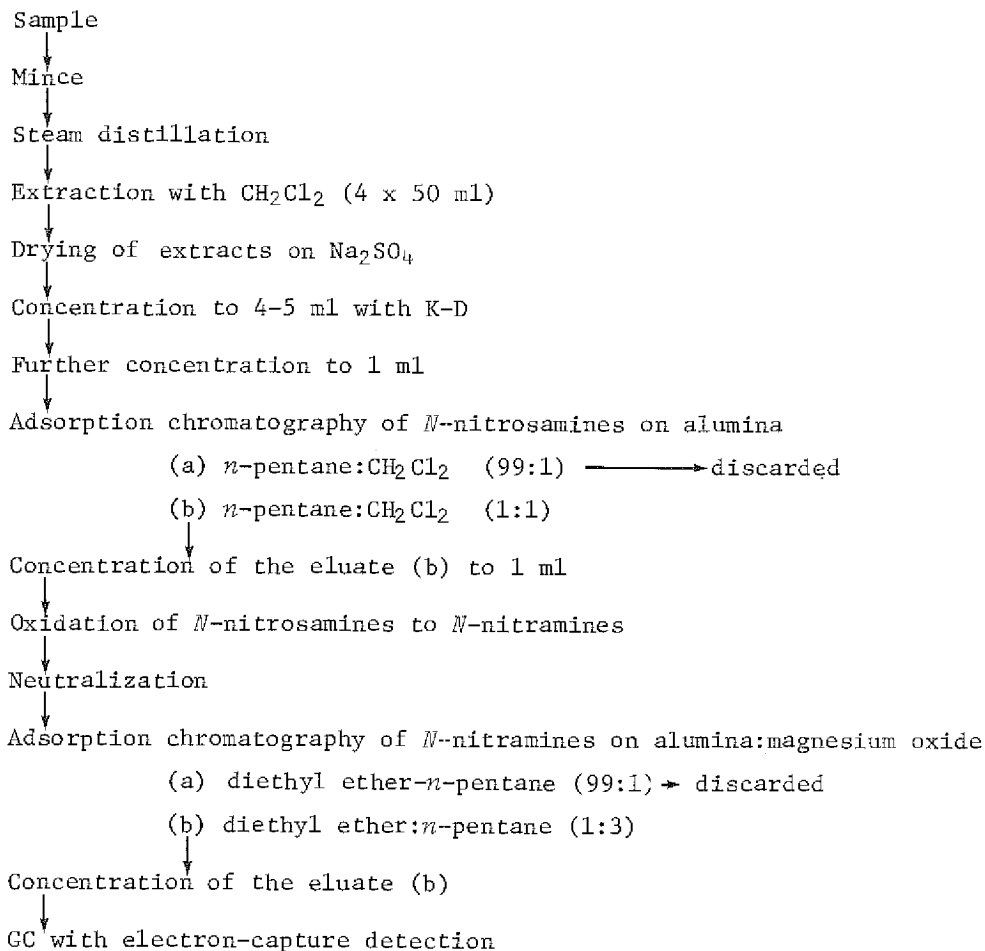 Sample
Mince
Steam distillation
Extraction with CH₂Cl₂ (4 x 50 ml)
Drying of extracts on Na₂SO₄
Concentration to 4-5 ml with K-D
Further concentration to 1 ml
Adsorption chromatography of N-nitrosamines on alumina
(a) n-pentane:CH₂Cl₂ (99:1) → discarded
(b) n-pentane:CH₂Cl₂ (1:1)
Concentration of the eluate (b) to 1 ml
Oxidation of N-nitrosamines to N-nitramines
Neutralization
Adsorption chromatography of N-nitramines on alumina:magnesium oxide
(a) diethyl ether-n-pentane (99:1) → discarded
(b) diethyl ether:n-pentane (1:3)
Concentration of the eluate (b)
GC with electron-capture detection